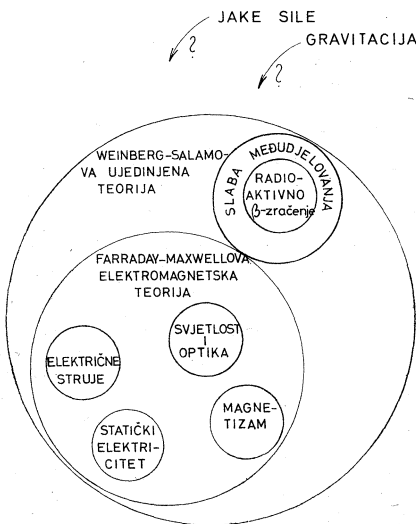 JAKE SILE
?
GRAVITACIJA
?
WEINBERG-SALAMO-
VA UJEDINJENA
TEORIJA
SLABA MEĐUDJELOVANJA
RADIO-
AKTIVNO
β-zračenje
FARRADAY-MAXWELLOVA
ELEKTROMAGNETSKA
TEORIJA
SVJETLOST
I
OPTIKA
ELEKTRIČNE
STRUJE
MAGNE-
TIZAM
STATIČKI
ELEKTRI-
CITET